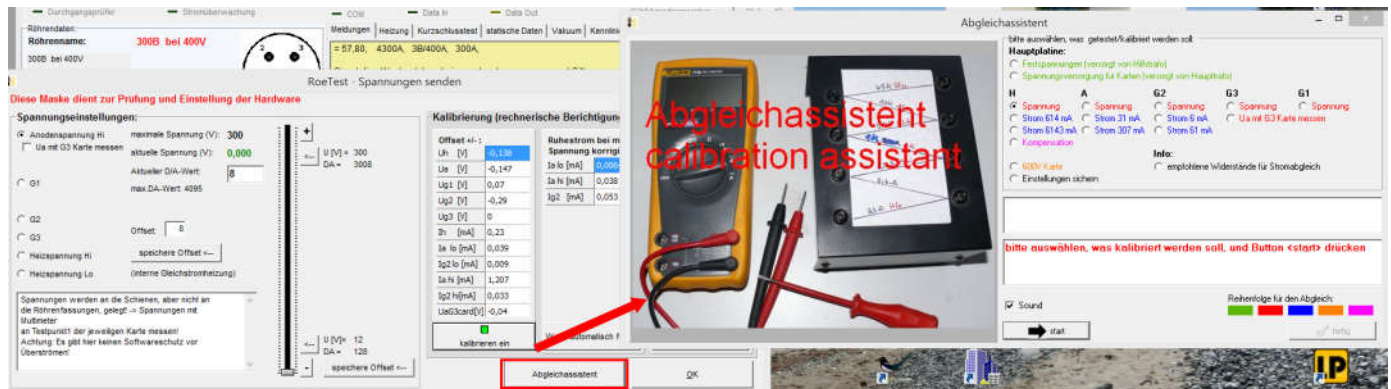 Durchgangsprüfer
Stromüberwachung
COM
Data In
Data Out
Röhrendaten:
Röhrenname:
300B bei 400V
300B bei 400V
2
3
Meldungen
Heizung
Kurzschlusstest
statische Daten
Vakuum
= 57,80, 4300A, 3B/400A, 300A,
RoeTest - Spannungen senden
Diese Maske dient zur Prüfung und Einstellung der Hardware
Spannungseinstellungen:
Anodenspannung Hi
Ua mit G3 Karte messen
G1
G2
G3
Heizspannung Hi
Heizspannung Lo
maximale Spannung (V): 300
aktuelle Spannung (V): 0,000
Aktueller D/A-Wert: 8
max.DA-Wert: 4095
Offset: 8
speichere Offset <--
(interne Gleichstromheizung)
Spannungen werden an die Schienen, aber nicht an
die Röhrenfassungen, gelegt! -> Spannungen mit
Multimeter
an Testpunkt1 der jeweiligen Karte messen!
Achtung: Es gibt hier keinen Softwareschutz vor
Überströmen!
+
<--
U [V] = 300
DA = 3008
<--
U [V]= 12
DA = 128
-
speichere Offset <--
Kalibrierung (rechnerische Berichtigung
Offset +/- :
Uh [V] -0,138
Ua [V] -0,147
Ug1 [V] 0,07
Ug2 [V] -0,29
Ug3 [V] 0
Ih [mA] 0,23
Ia lo [mA] 0,039
Ig2 lo [mA] 0,009
Ia hi [mA] 1,207
Ig2 hi[mA] 0,033
UaG3card[V] -0,04
Ruhestrom bei
Spannung
Ia lo [mA] 0,006
Ia hi [mA] 0,038
Ig2 [mA] 0,053
kalibrieren ein
Abgleichassistent
OK
Abgleichassistent
Abgleichassistent
calibration assistant
bitte auswählen, was getestet/kalibriert werden soll
Hauptplatine:
Festspannungen (versorgt von Hilfstrafo)
Spannungsversorgung für Karten (versorgt von Haupttrafo)
H
A
G2
G3
G1
Spannung
Spannung
Spannung
Spannung
Spannung
Strom 614 mA
Strom 31 mA
Strom 6 mA
Ua mit G3 Karte messen
Strom 6143 mA
Strom 307 mA
Strom 61 mA
Kompensation
Info:
600V Karte
empfohlene Widerstände für Stromabgleich
Einstellungen sichern
bitte auswählen, was kalibriert werden soll, und Button <start> drücken
Sound
Reihenfolge für den Abgleich:
start
fertig